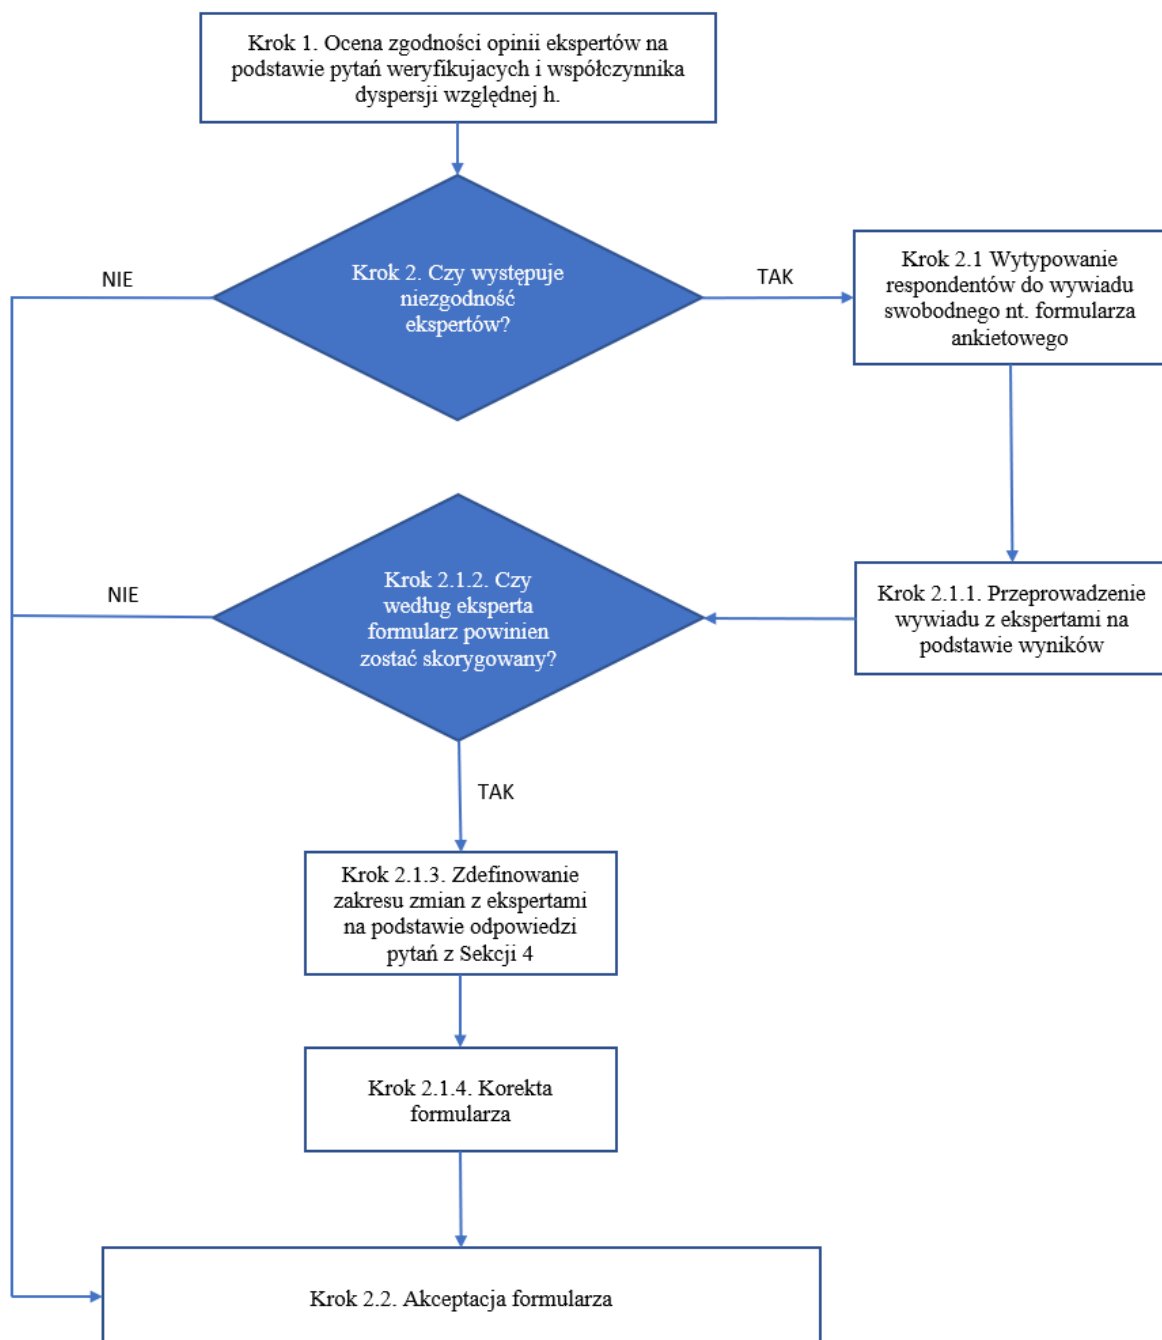 Krok 1. Ocena zgodności opinii ekspertów na
podstawie pytań weryfikujacych i współczynnika
dyspersji względnej h.
NIE
Krok 2. Czy występuje
niezgodność
ekspertów?
TAK
Krok 2.1 Wytypowanie
respondentów do wywiadu
swobodnego nt. formularza
ankietowego
NIE
Krok 2.1.2. Czy
według eksperta
formularz powinien
zostać skorygowany?
Krok 2.1.1. Przeprowadzenie
wywiadu z ekspertami na
podstawie wyników
TAK
Krok 2.1.3. Zdefinowanie
zakresu zmian z ekspertami
na podstawie odpowiedzi
pytań z Sekcji 4
Krok 2.1.4. Korekta
formularza
Krok 2.2. Akceptacja formularza